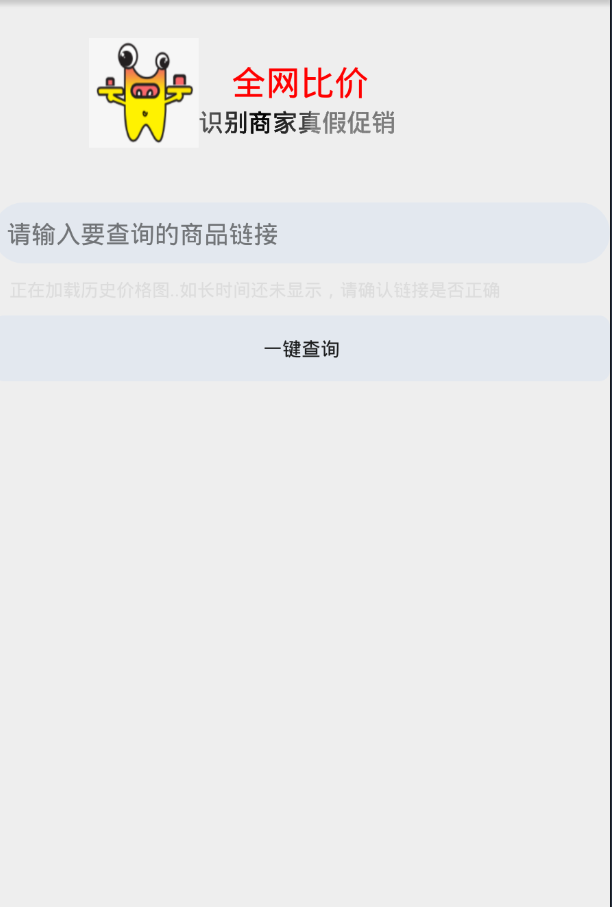 全网比价
识别商家真假促销
请输入要查询的商品链接
正在加载历史价格图..如长时间还未显示，请确认链接是否正确
一键查询